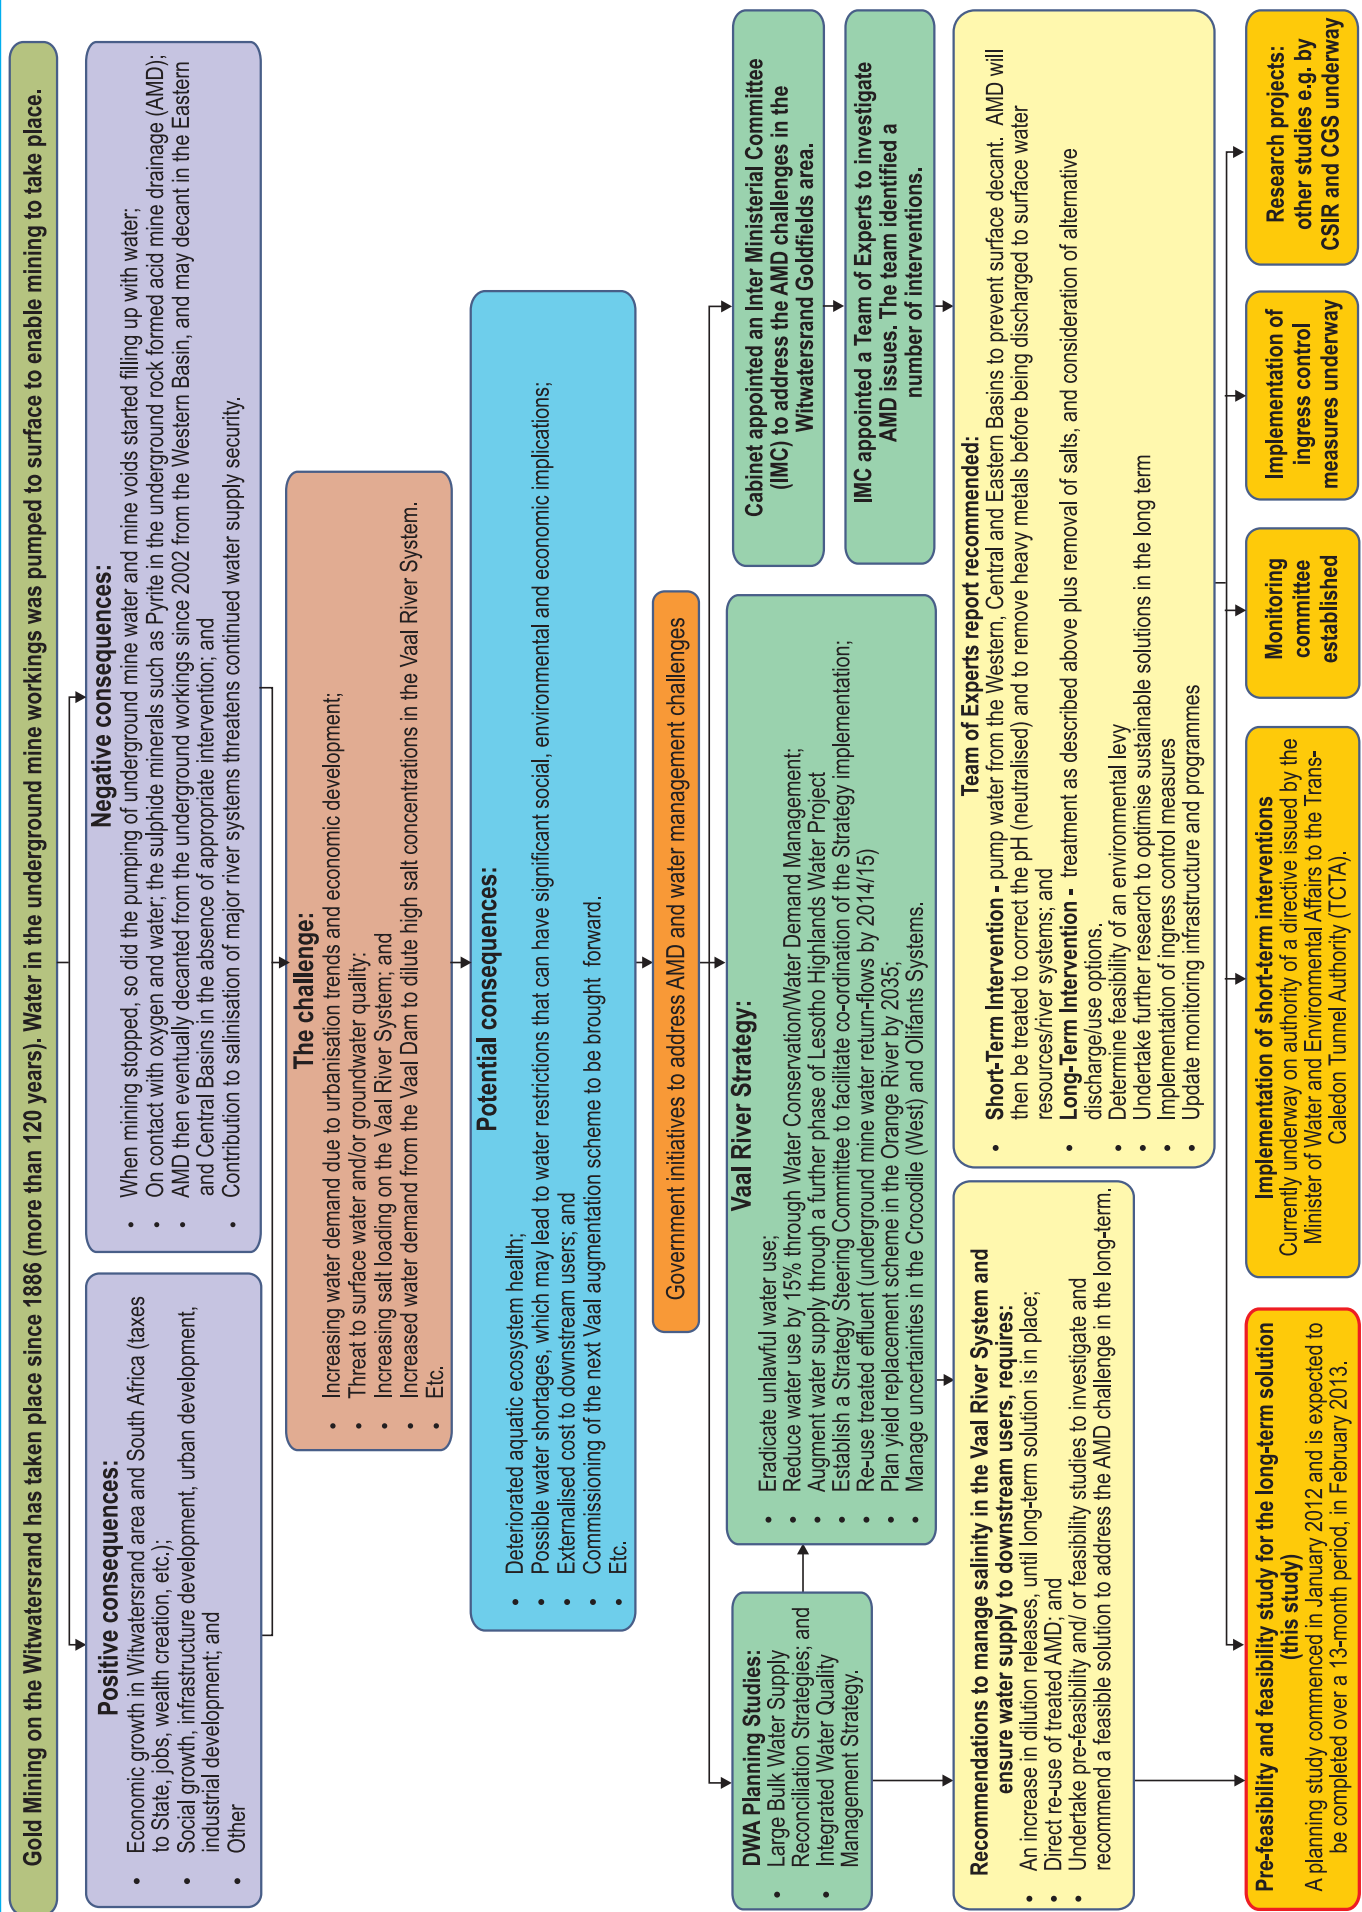 Gold Mining on the Witwatersrand has taken place since 1886 (more than 120 years). Water in the underground mine workings was pumped to surface to enable mining to take place.
Positive consequences:
• Economic growth in Witwatersrand area and South Africa (taxes
to State, jobs, wealth creation, etc.);
• Social growth, infrastructure development, urban development,
industrial development; and
• Other
Negative consequences:
• When mining stopped, so did the pumping of underground mine water and mine voids started filling up with water;
• On contact with oxygen and water; the sulphide minerals such as Pyrite in the underground rock formed acid mine drainage (AMD);
• AMD then eventually decanted from the underground workings since 2002 from the Western Basin, and may decant in the Eastern
and Central Basins in the absence of appropriate intervention; and
• Contribution to salinisation of major river systems threatens continued water supply security.
The challenge:
• Increasing water demand due to urbanisation trends and economic development;
• Threat to surface water and/or groundwater quality;
• Increasing salt loading on the Vaal River System; and
• Increased water demand from the Vaal Dam to dilute high salt concentrations in the Vaal River System.
• Etc.
Potential consequences:
• Deteriorated aquatic ecosystem health;
• Possible water shortages, which may lead to water restrictions that can have significant social, environmental and economic implications;
• Externalised cost to downstream users; and
• Commissioning of the next Vaal augmentation scheme to be brought forward.
• Etc.
Government initiatives to address AMD and water management challenges
DWA Planning Studies:
• Large Bulk Water Supply
Reconciliation Strategies; and
• Integrated Water Quality
Management Strategy.
Vaal River Strategy:
• Eradicate unlawful water use;
• Reduce water use by 15% through Water Conservation/Water Demand Management;
• Augment water supply through a further phase of Lesotho Highlands Water Project
• Establish a Strategy Steering Committee to facilitate co-ordination of the Strategy implementation;
• Re-use treated effluent (underground mine water return-flows by 2014/15)
• Plan yield replacement scheme in the Orange River by 2035;
• Manage uncertainties in the Crocodile (West) and Olifants Systems.
Cabinet appointed an Inter Ministerial Committee
(IMC) to address the AMD challenges in the
Witwatersrand Goldfields area.
IMC appointed a Team of Experts to investigate
AMD issues. The team identified a
number of interventions.
Recommendations to manage salinity in the Vaal River System and
ensure water supply to downstream users, requires:
• An increase in dilution releases, until long-term solution is in place;
• Direct re-use of treated AMD; and
• Undertake pre-feasibility and/ or feasibility studies to investigate and
recommend a feasible solution to address the AMD challenge in the long-term.
Team of Experts report recommended:
• Short-Term Intervention - pump water from the Western, Central and Eastern Basins to prevent surface decant. AMD will
then be treated to correct the pH (neutralised) and to remove heavy metals before being discharged to surface water
resources/river systems; and
• Long-Term Intervention - treatment as described above plus removal of salts, and consideration of alternative
discharge/use options.
• Determine feasibility of an environmental levy
• Undertake further research to optimise sustainable solutions in the long term
• Implementation of ingress control measures
• Update monitoring infrastructure and programmes
Pre-feasibility and feasibility study for the long-term solution
(this study)
A planning study commenced in January 2012 and is expected to
be completed over a 13-month period, in February 2013.
Implementation of short-term interventions
Currently underway on authority of a directive issued by the
Minister of Water and Environmental Affairs to the Trans-
Caledon Tunnel Authority (TCTA).
Monitoring
committee
established
Implementation of
ingress control
measures underway
Research projects:
other studies e.g. by
CSIR and CGS underway